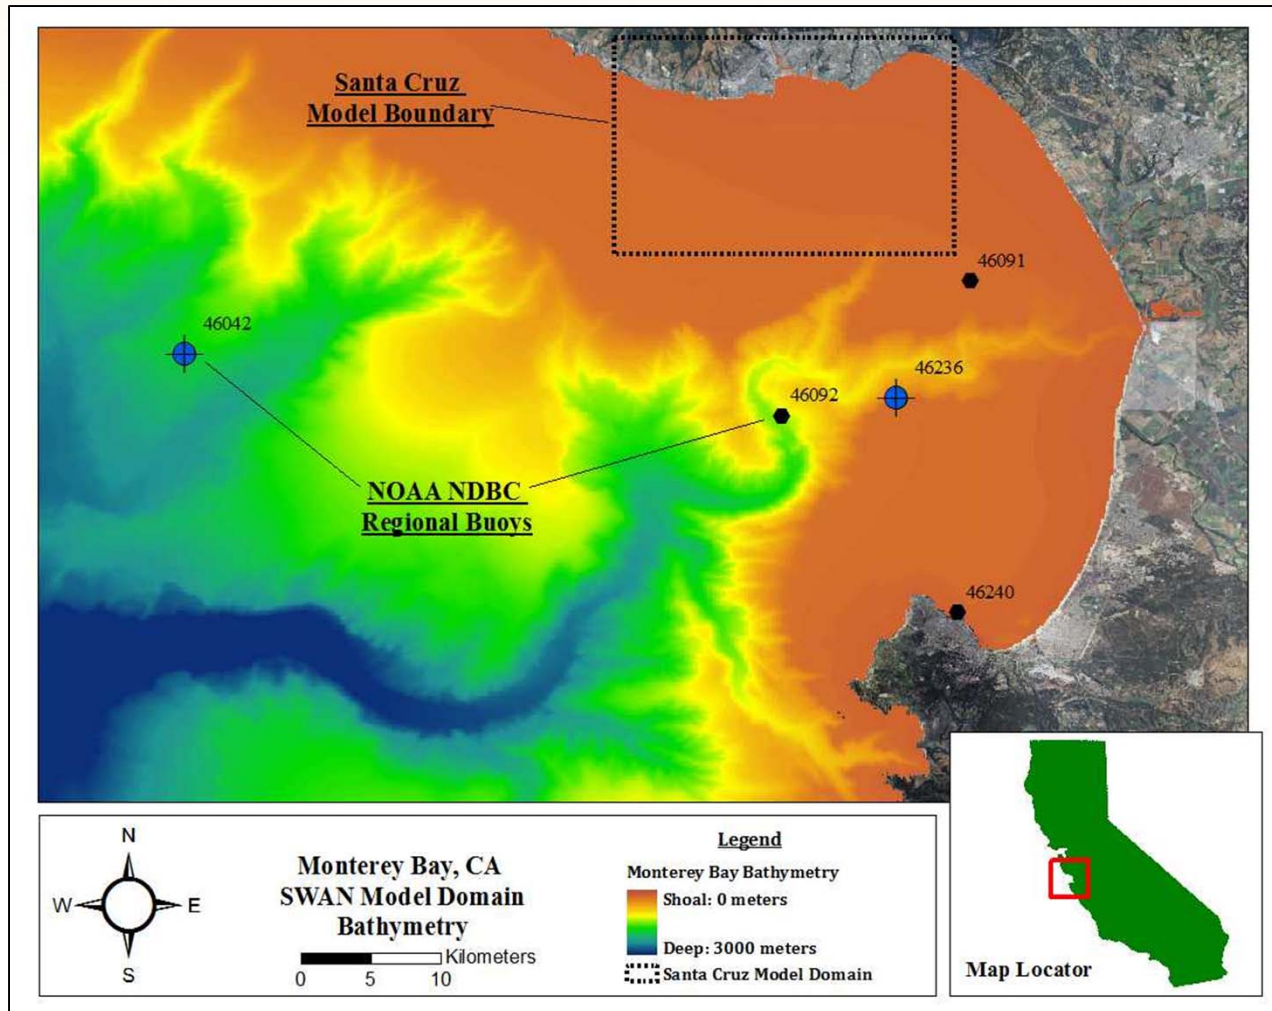 Santa Cruz
Model Boundary
46091
46042
46236
46092
NOAA NDBC
Regional Buoys
46240
N
W
E
S
Monterey Bay, CA
SWAN Model Domain
Bathymetry
Kilometers
0 5 10
Legend
Monterey Bay Bathymetry
Shoal: 0 meters
Deep: 3000 meters
Santa Cruz Model Domain
Map Locator